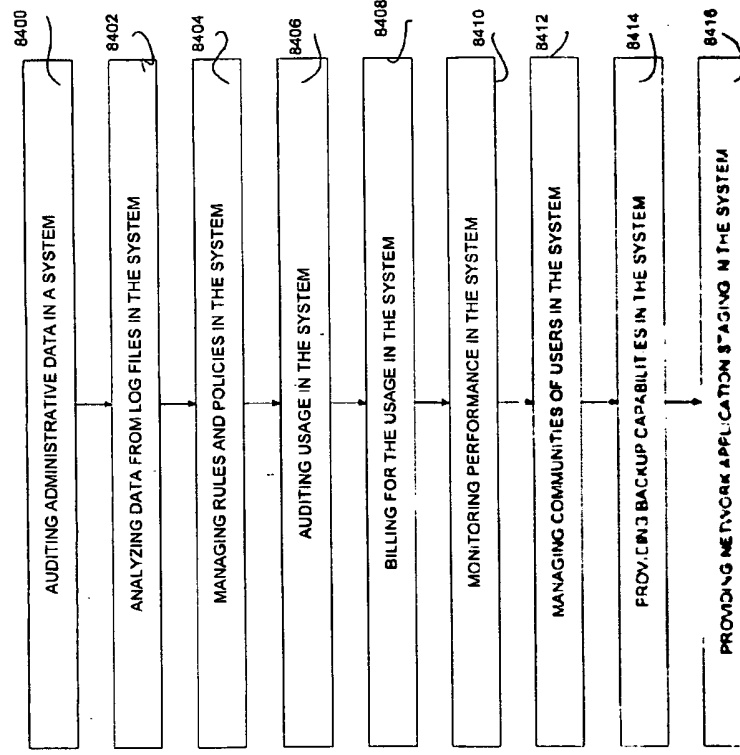 8400
AUDITING ADMINISTRATIVE DATA IN A SYSTEM
8402
ANALYZING DATA FROM LOG FILES IN THE SYSTEM
8404
MANAGING RULES AND POLICIES IN THE SYSTEM
8406
AUDITING USAGE IN THE SYSTEM
8408
BILLING FOR THE USAGE IN THE SYSTEM
8410
MONITORING PERFORMANCE IN THE SYSTEM
8412
MANAGING COMMUNITIES OF USERS IN THE SYSTEM
8414
PROVIDING BACKUP CAPABILITIES IN THE SYSTEM
8416
PROVIDING NETWORK APPLICATION STAGING IN THE SYSTEM